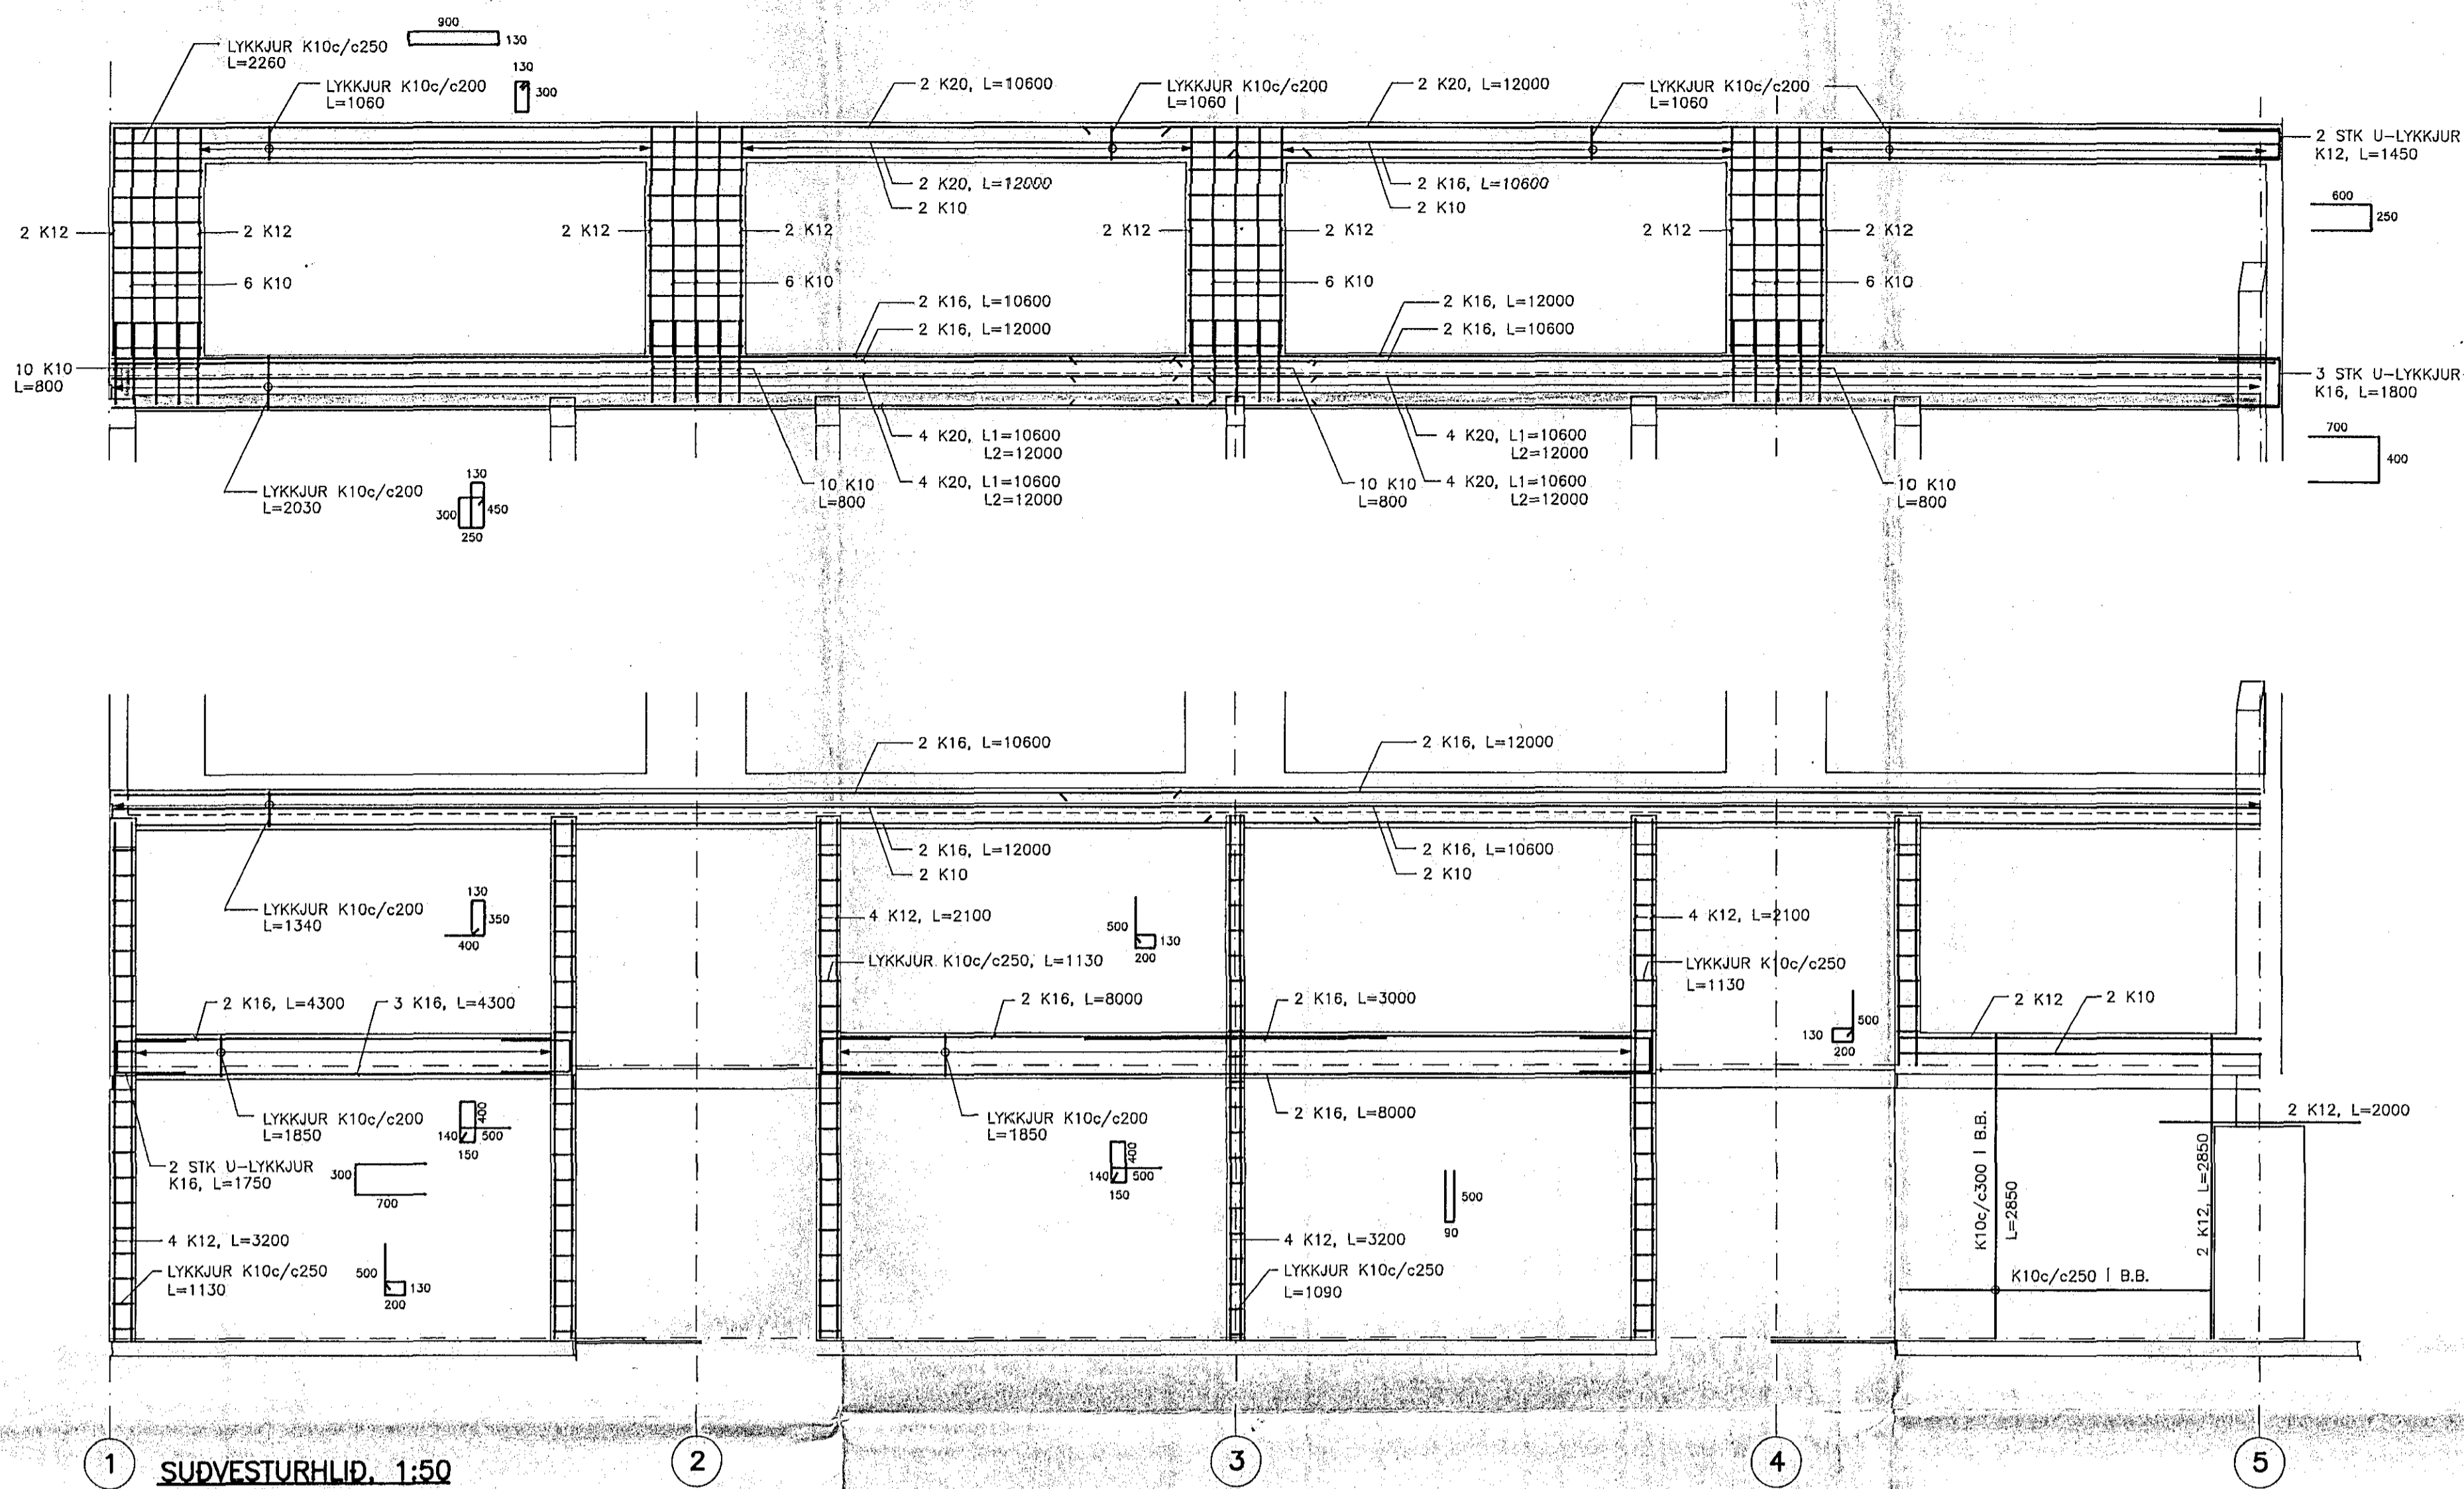 900
130
LYKKJUR K10c/c250
L=2260
130
300
LYKKJUR K10c/c200
L=1060
2 K20, L=10600
LYKKJUR K10c/c200
L=1060
2 K20, L=12000
LYKKJUR K10c/c200
L=1060
2 STK U-LYKKJUR
K12, L=1450
2 K20, L=12000
2 K10
2 K16, L=10600
2 K10
600
250
2 K12
2 K12
2 K12
2 K12
2 K12
2 K12
2 K12
2 K12
6 K10
6 K10
6 K10
6 K10
2 K16, L=10600
2 K16, L=12000
2 K16, L=12000
2 K16, L=10600
10 K10
L=800
3 STK U-LYKKJUR
K16, L=1800
4 K20, L1=10600
L2=12000
4 K20, L1=10600
L2=12000
700
400
LYKKJUR K10c/c200
L=2030
130
300
450
250
10 K10
L=800
4 K20, L1=10600
L2=12000
10 K10
L=800
4 K20, L1=10600
L2=12000
10 K10
L=800
2 K16, L=10600
2 K16, L=12000
2 K16, L=12000
2 K10
2 K16, L=10600
2 K10
LYKKJUR K10c/c200
L=1340
130
350
400
4 K12, L=2100
500
130
200
4 K12, L=2100
LYKKJUR K10c/c250, L=1130
LYKKJUR K10c/c250
L=1130
2 K16, L=4300
3 K16, L=4300
2 K16, L=8000
2 K16, L=3000
130
500
200
2 K12
2 K10
LYKKJUR K10c/c200
L=1850
400
140
500
150
LYKKJUR K10c/c200
L=1850
400
140
500
150
2 K16, L=8000
2 K12, L=2000
2 STK U-LYKKJUR
K16, L=1750
300
700
500
90
K10c/c300 Í B.B.
L=2850
2 K12, L=2850
4 K12, L=3200
LYKKJUR K10c/c250
L=1130
500
130
200
4 K12, L=3200
LYKKJUR K10c/c250
L=1090
K10c/c250 Í B.B.
1
2
3
4
5
SUÐVESTURHLIÐ, 1:50